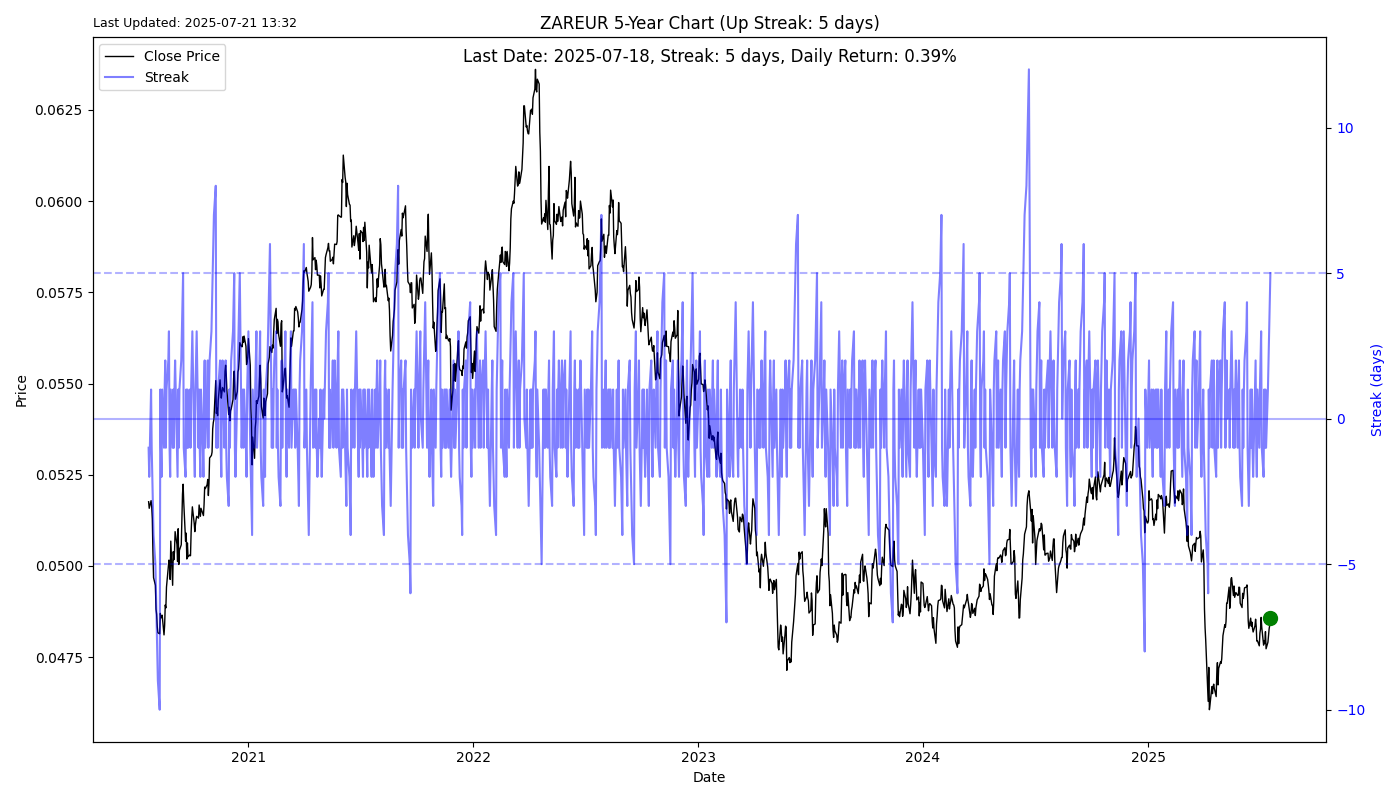 Last Updated: 2025-07-21 13:32
ZAREUR 5-Year Chart (Up Streak: 5 days)
Last Date: 2025-07-18, Streak: 5 days, Daily Return: 0.39%
Close Price
Streak
0.0625
0.0600
0.0575
0.0550
0.0525
0.0500
0.0475
Price
10
5
0
−5
−10
Streak (days)
2021
2022
2023
2024
2025
Date